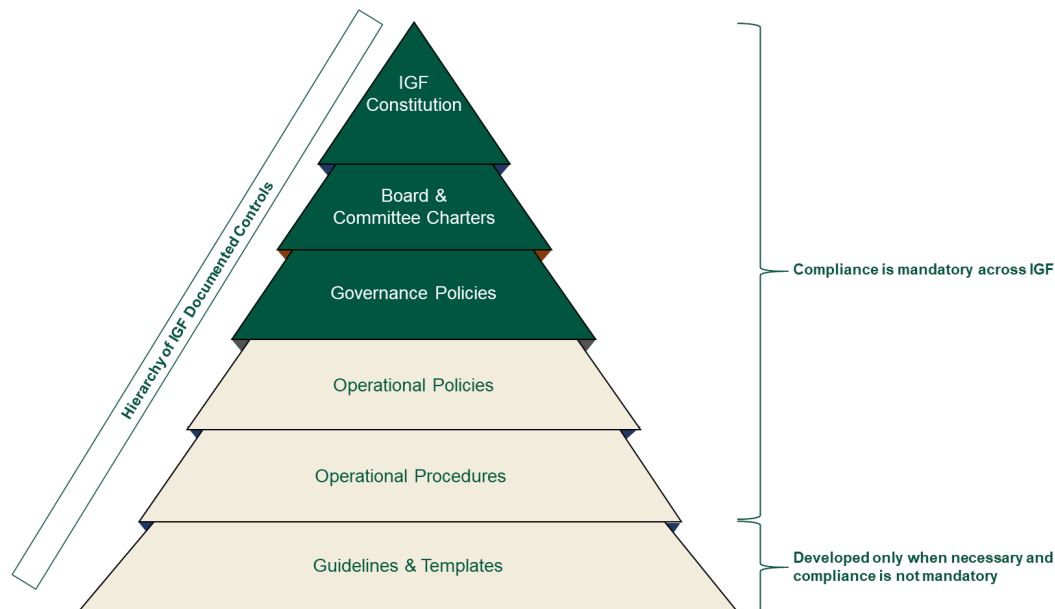 Hierarchy of IGF Documented Controls
IGF
Constitution
Board &
Committee Charters
Governance Policies
Operational Policies
Operational Procedures
Guidelines & Templates
Compliance is mandatory across IGF
Developed only when necessary and
compliance is not mandatory